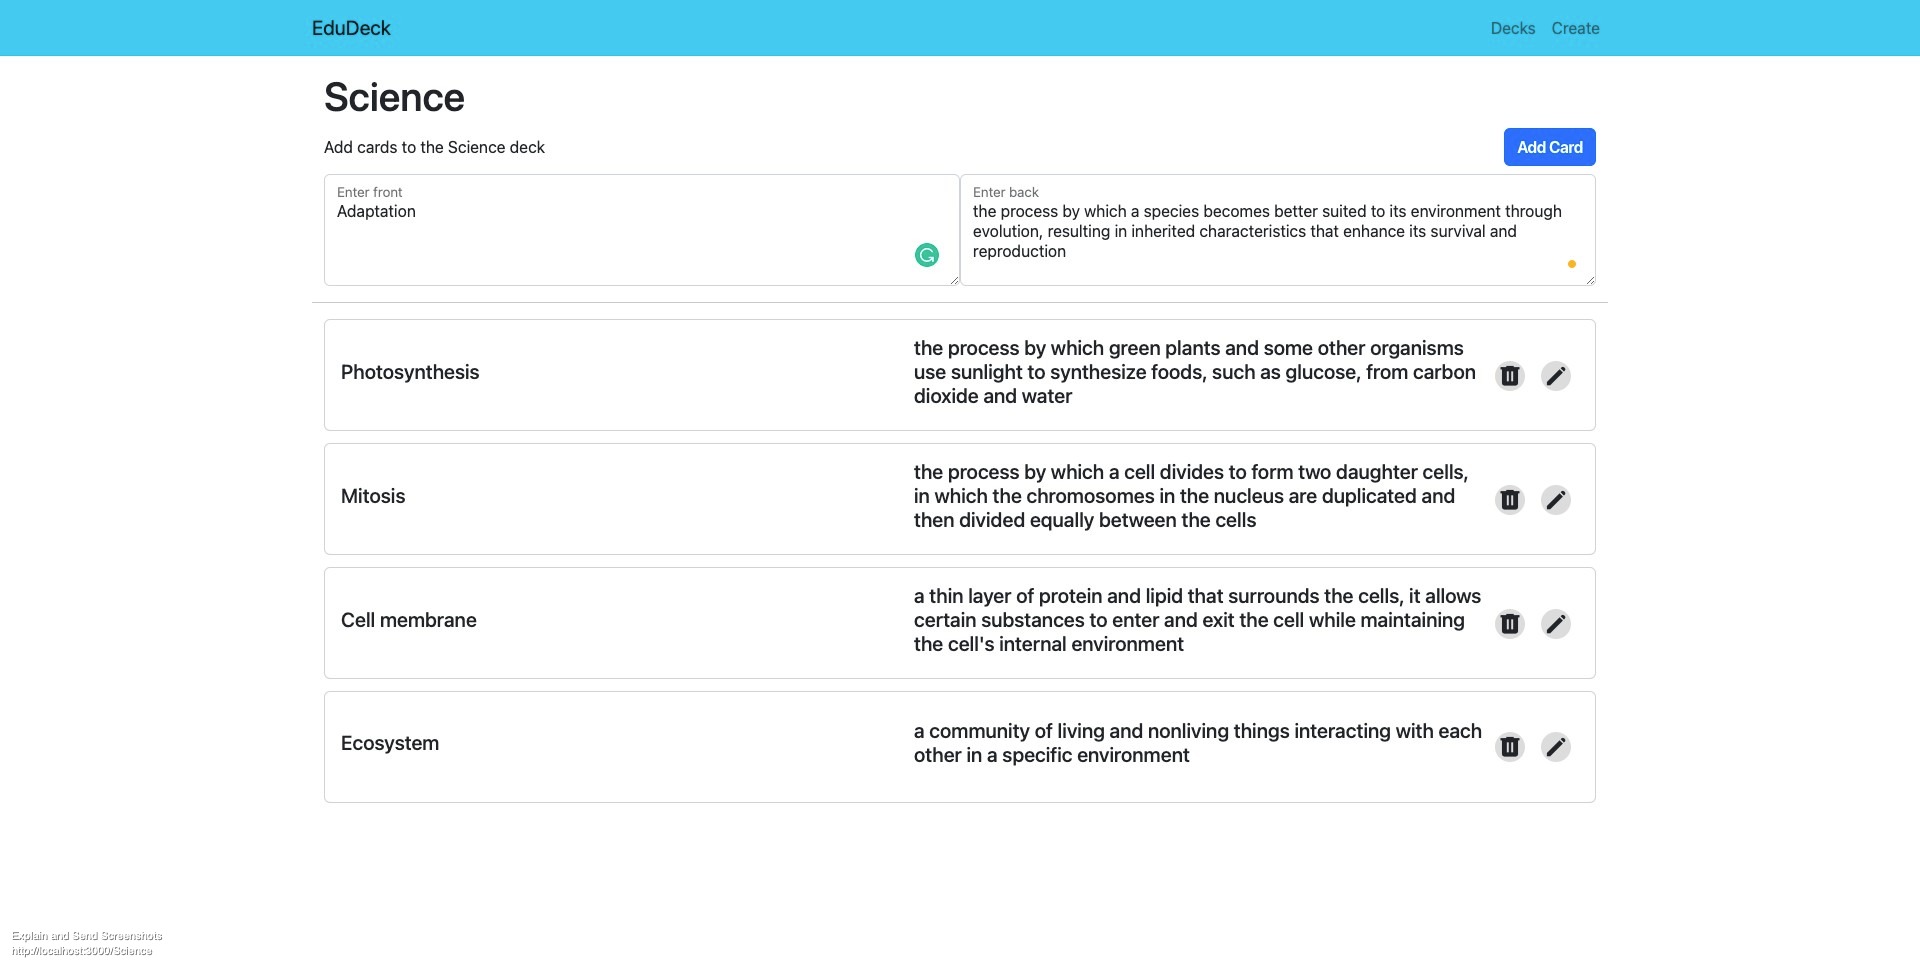 EduDeck
Decks
Create
Science
Add cards to the Science deck
Add Card
Enter front
Adaptation
Enter back
the process by which a species becomes better suited to its environment through
evolution, resulting in inherited characteristics that enhance its survival and
reproduction
Photosynthesis
the process by which green plants and some other organisms
use sunlight to synthesize foods, such as glucose, from carbon
dioxide and water
Mitosis
the process by which a cell divides to form two daughter cells,
in which the chromosomes in the nucleus are duplicated and
then divided equally between the cells
Cell membrane
a thin layer of protein and lipid that surrounds the cells, it allows
certain substances to enter and exit the cell while maintaining
the cell's internal environment
Ecosystem
a community of living and nonliving things interacting with each
other in a specific environment
Explain and Send Screenshots
http://localhost:3000/Science